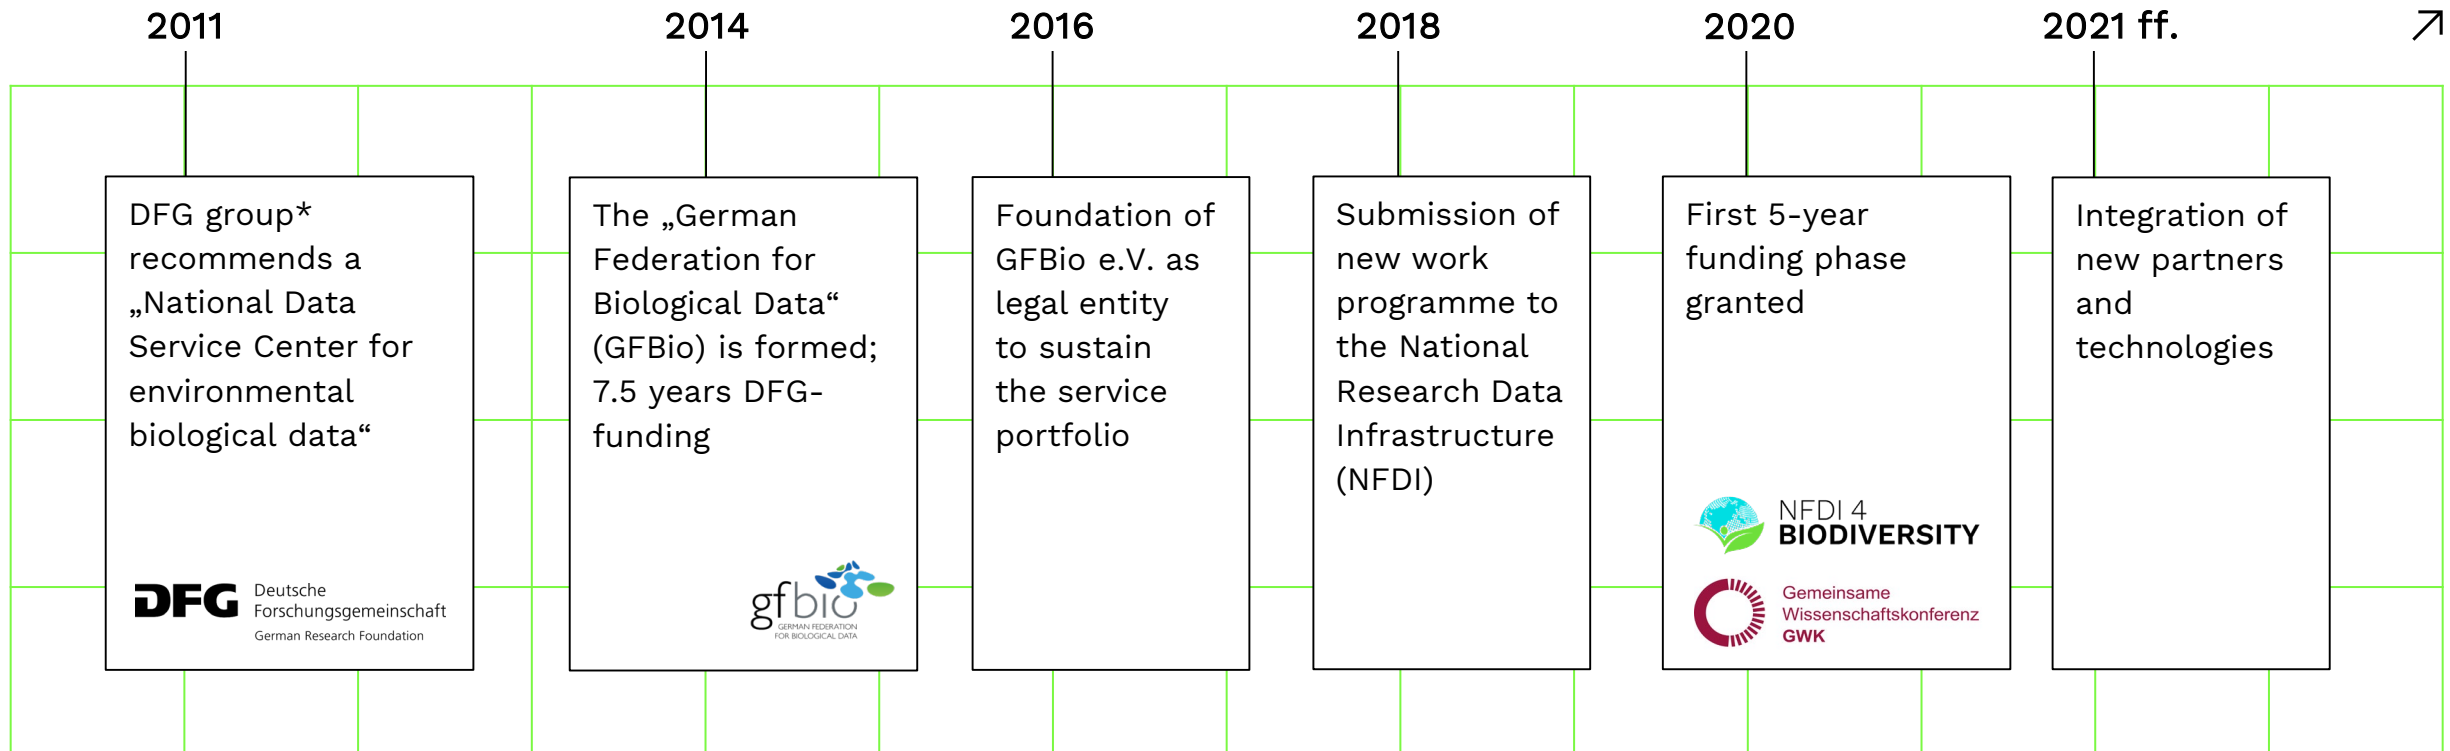 2011
2014
2016
2018
2020
2021 ff.
DFG group*
recommends a
„National Data
Service Center for
environmental
biological data“
DFG
Deutsche
Forschungsgemeinschaft
German Research Foundation
The „German
Federation for
Biological Data“
(GFBio) is formed;
7.5 years DFG-
funding
gfbio
GERMAN FEDERATION
FOR BIOLOGICAL DATA
Foundation of
GFBio e.V. as
legal entity
to sustain
the service
portfolio
Submission of
new work
programme to
the National
Research Data
Infrastructure
(NFDI)
First 5-year
funding phase
granted
NFDI 4
BIODIVERSITY
Gemeinsame
Wissenschaftskonferenz
GWK
Integration of
new partners
and
technologies